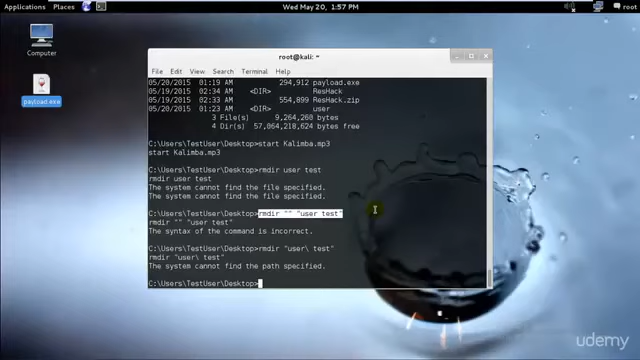 Applications Places Wed May 20, 1:57 PM root
Computer
payload.exe
root@kali: ~
File Edit View Search Terminal Help
05/20/2015 01:19 AM 294,912 payload.exe
05/19/2015 02:34 AM <DIR> ResHack
05/19/2015 02:33 AM 554,899 ResHack.zip
05/20/2015 02:08 AM <DIR> user
3 File(s) 9,264,260 bytes
4 Dir(s) 57,064,218,624 bytes free
C:\Users\TestUser\Desktop>start Kalimba.mp3
start Kalimba.mp3
C:\Users\TestUser\Desktop>rmdir user test
rmdir user test
The system cannot find the file specified.
The system cannot find the file specified.
C:\Users\TestUser\Desktop>rmdir "" "user test"
rmdir "" "user test"
The syntax of the command is incorrect.
C:\Users\TestUser\Desktop>rmdir "user\ test"
rmdir "user\ test"
The system cannot find the path specified.
C:\Users\TestUser\Desktop>
udemy